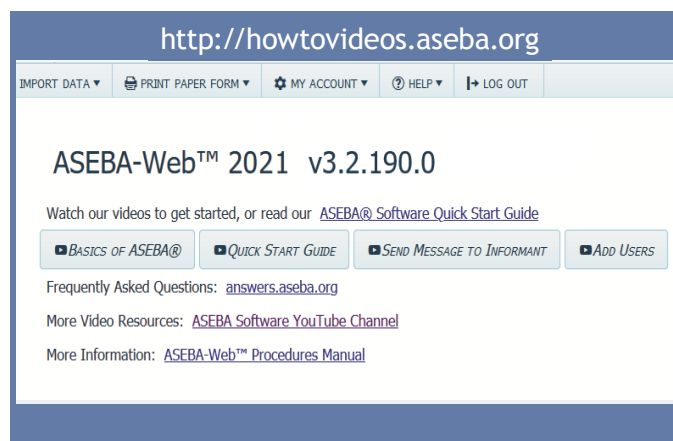 http://howtovideos.aseba.org
IMPORT DATA ▼ PRINT PAPER FORM ▼ MY ACCOUNT ▼ HELP ▼ LOG OUT
ASEBA-Web™ 2021 v3.2.190.0
Watch our videos to get started, or read our ASEBA® Software Quick Start Guide
BASICS OF ASEBA® QUICK START GUIDE SEND MESSAGE TO INFORMANT ADD USERS
Frequently Asked Questions: answers.aseba.org
More Video Resources: ASEBA Software YouTube Channel
More Information: ASEBA-Web™ Procedures Manual